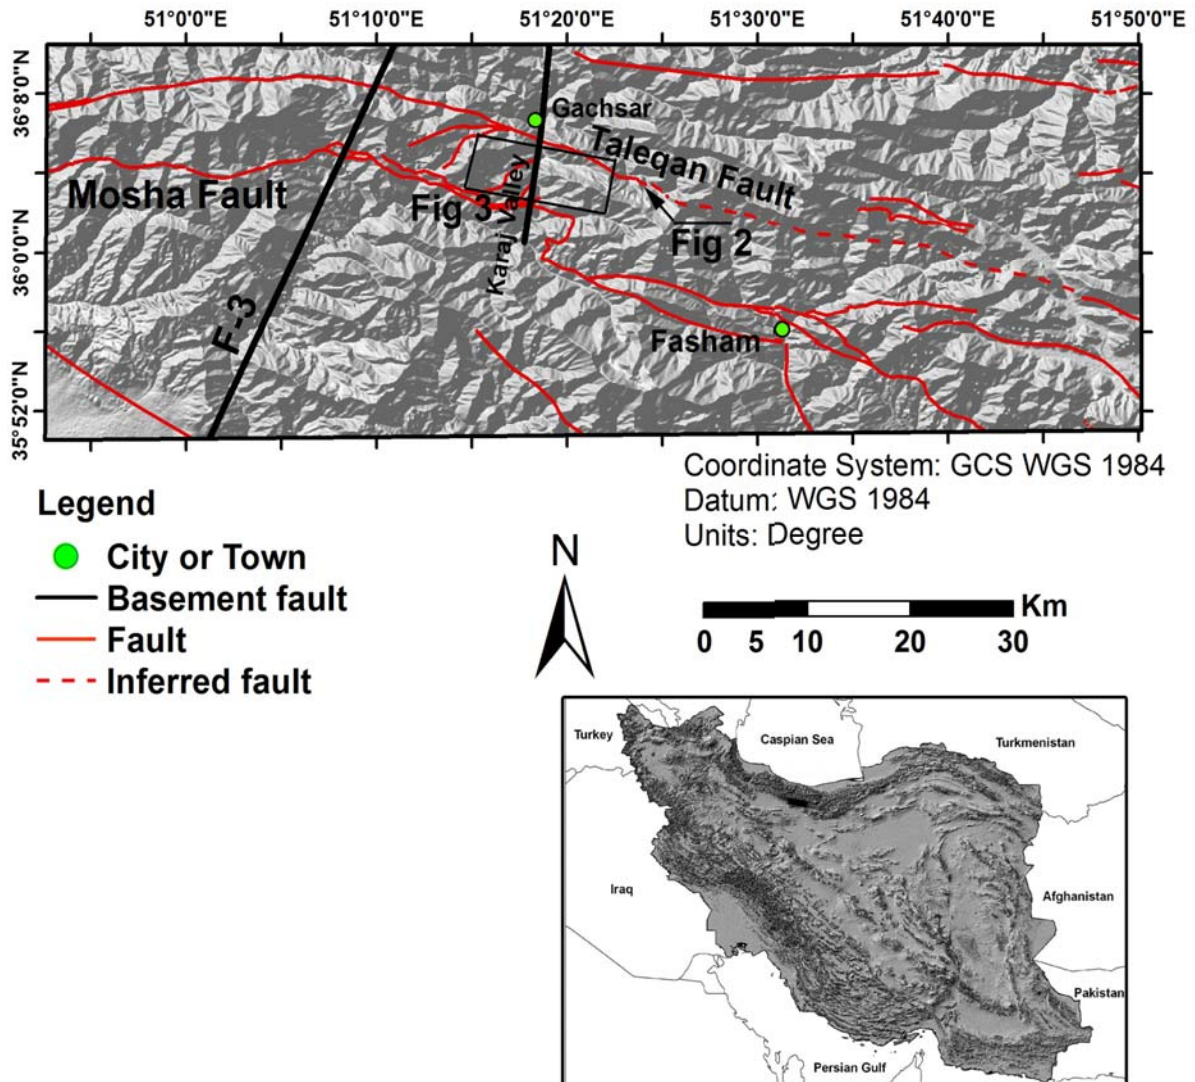 51°0'0"E 51°10'0"E 51°20'0"E 51°30'0"E 51°40'0"E 51°50'0"E
36°8'0"N
36°0'0"N
35°52'0"N
Gachsar
Taleqan Fault
Mosha Fault
Fig 3
Karaj Valley
Fig 2
F-3
Fasham
Coordinate System: GCS WGS 1984
Datum: WGS 1984
Units: Degree
Legend
City or Town
Basement fault
Fault
Inferred fault
N
Km
0 5 10 20 30
Turkey
Caspian Sea
Turkmenistan
Iraq
Afghanistan
Pakistan
Persian Gulf